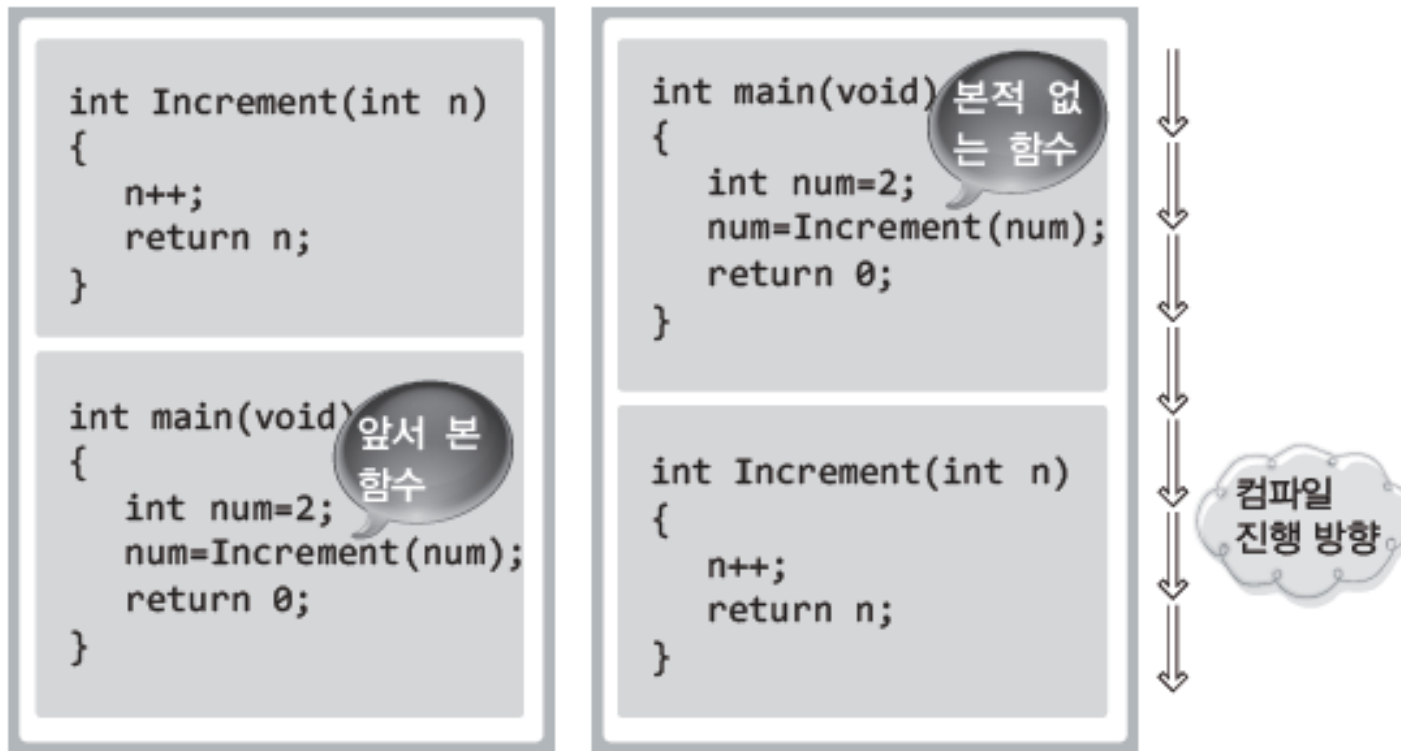 int Increment(int n)
{
n++;
return n;
}
int main(void)
{
앞서 본
함수
int num=2;
num=Increment(num);
return 0;
}
int main(void)
{
본적 없
는 함수
int num=2;
num=Increment(num);
return 0;
}
int Increment(int n)
{
n++;
return n;
}
컴파일
진행 방향